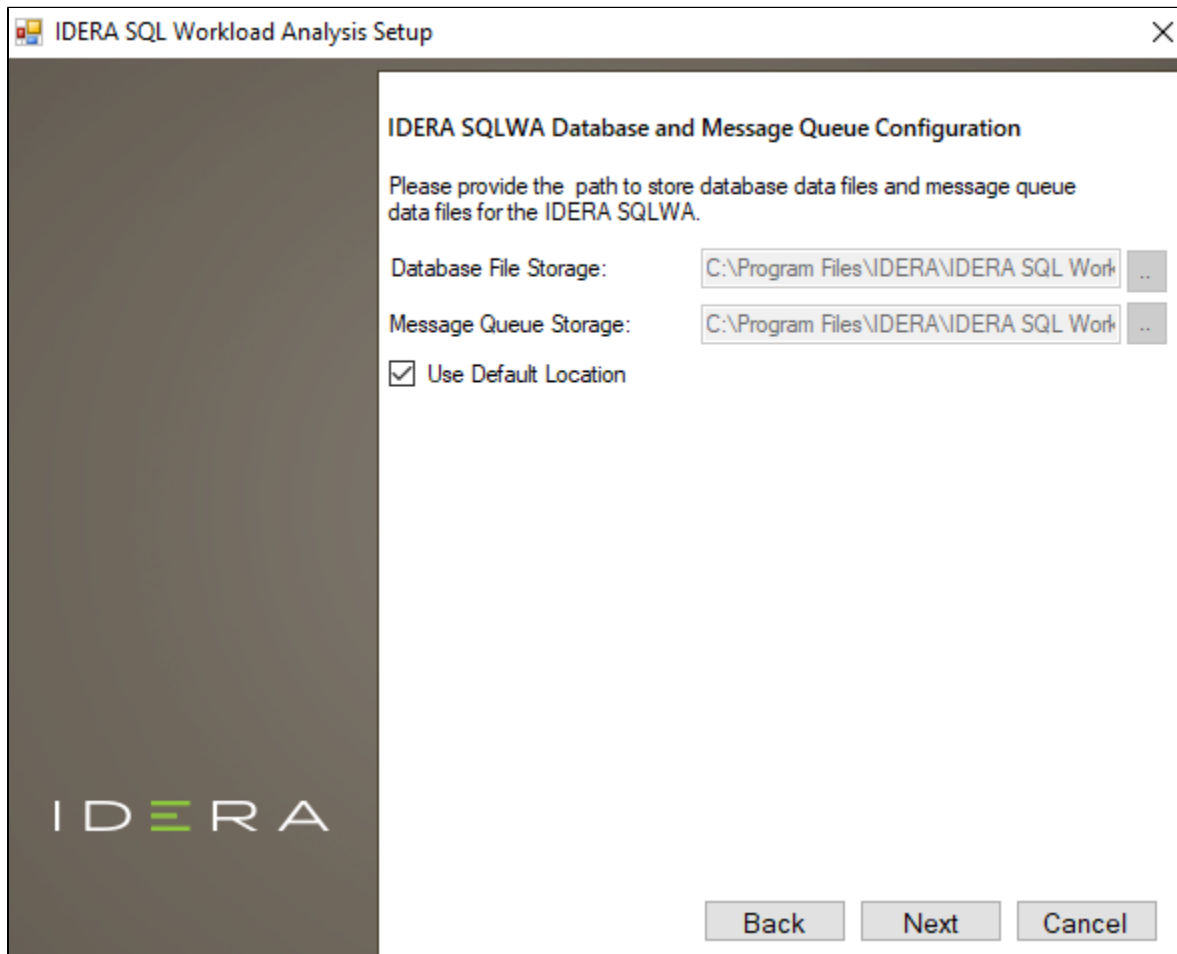 IDERA SQL Workload Analysis Setup
IDERA SQLWA Database and Message Queue Configuration
Please provide the  path to store database data files and message queue
data files for the IDERA SQLWA.
Database File Storage: C:\Program Files\IDERA\IDERA SQL Work ..
Message Queue Storage: C:\Program Files\IDERA\IDERA SQL Work ..
Use Default Location
IDERA
Back Next Cancel